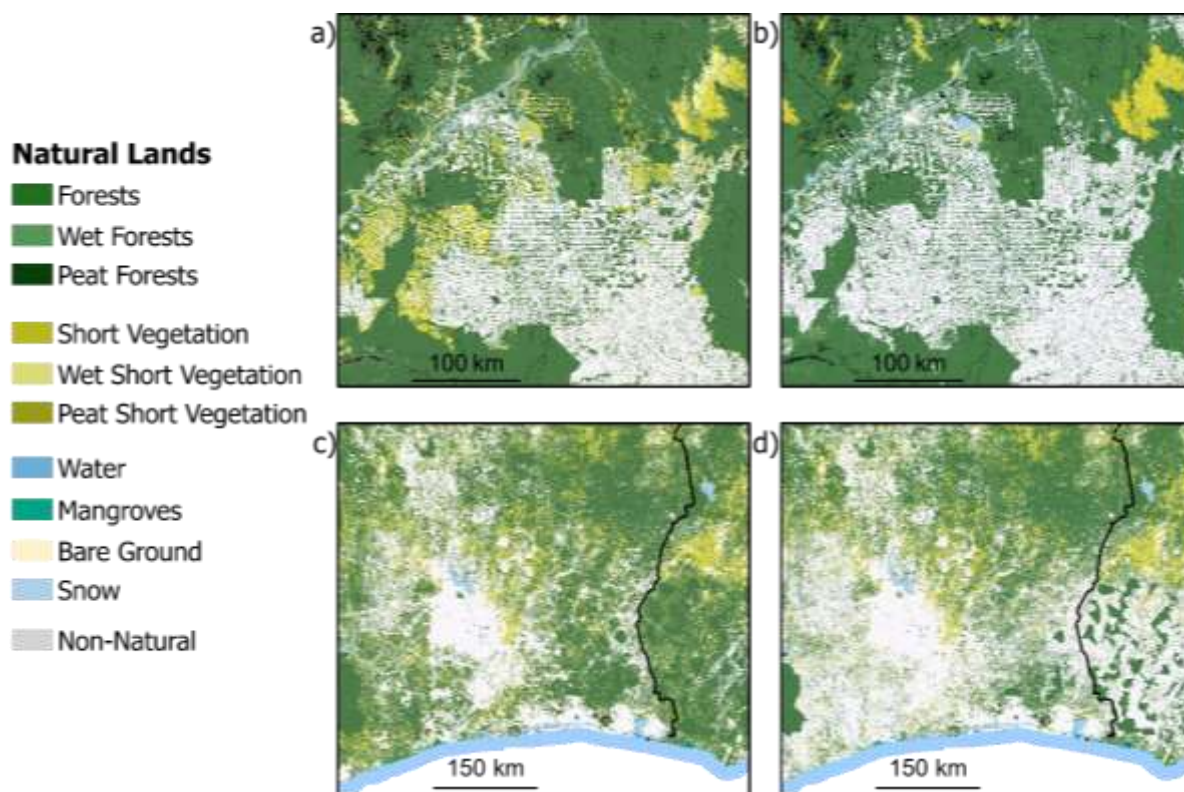 a)
b)
Natural Lands
Forests
Wet Forests
Peat Forests
Short Vegetation
Wet Short Vegetation
Peat Short Vegetation
Water
Mangroves
Bare Ground
Snow
Non-Natural
100 km
100 km
c)
d)
150 km
150 km